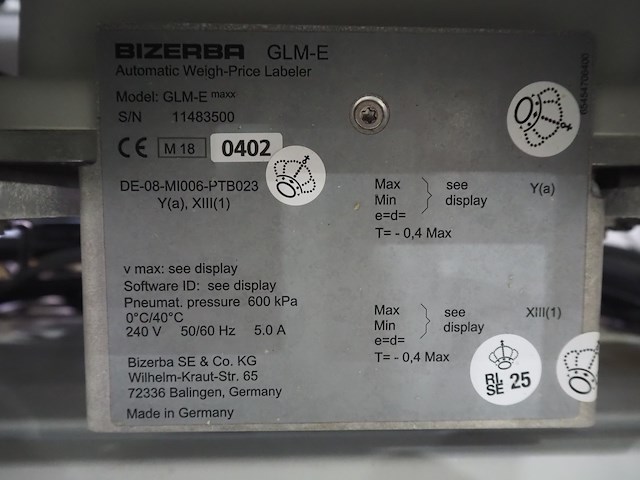 BIZERBA GLM-E
Automatic Weigh-Price Labeler
Model: GLM-E maxx
S/N 11483500
CE M 18 0402
DE-08-MI006-PTB023
Y(a), XIII(1)
Max
Min
e=d=
see
display
Y(a)
T= - 0,4 Max
v max: see display
Software ID: see display
Pneumat. pressure 600 kPa
0°C/40°C
240 V 50/60 Hz 5.0 A
Max
Min
e=d=
see
display
XIII(1)
T= - 0,4 Max
Bizerba SE & Co. KG
Wilhelm-Kraut-Str. 65
72336 Balingen, Germany
Made in Germany
RI
SE 25